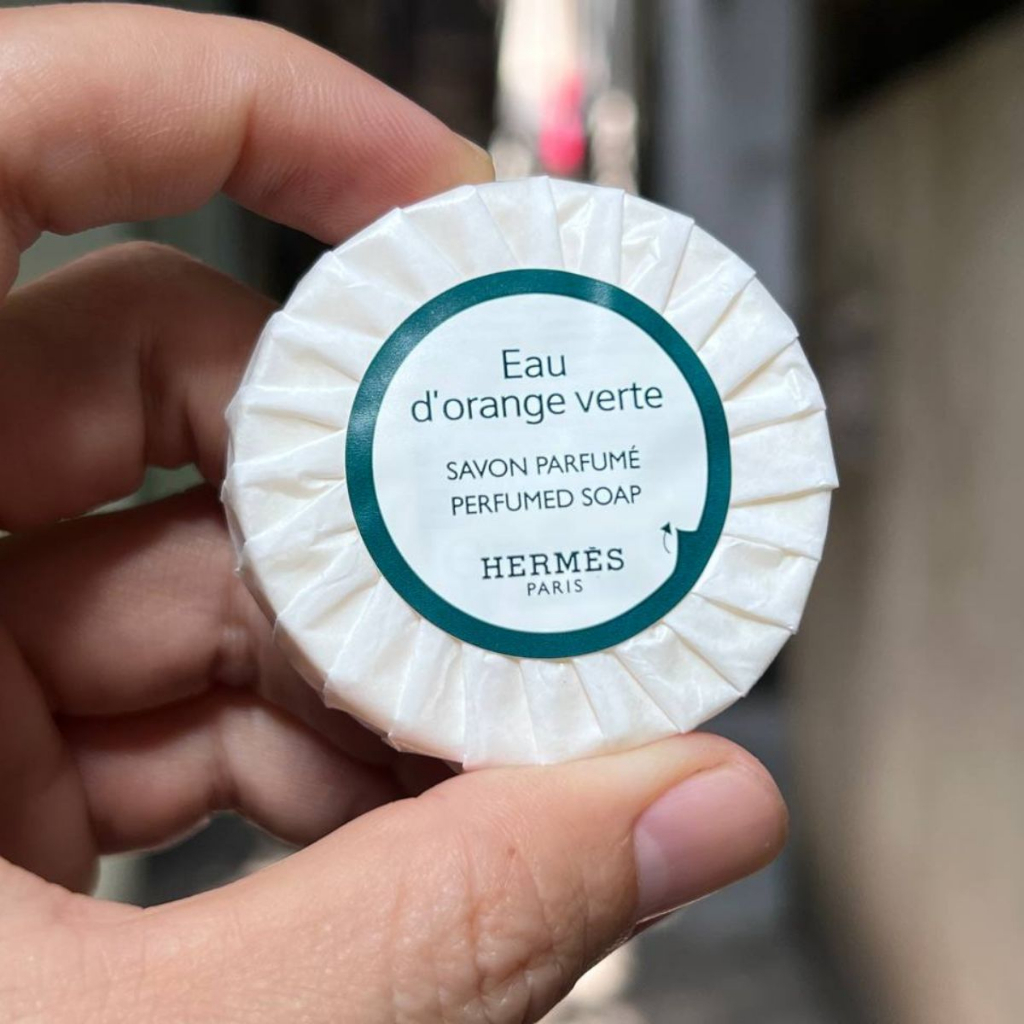 Eau
d'orange verte
SAVON PARFUMÉ
PERFUMED SOAP
HERMÈS
PARIS